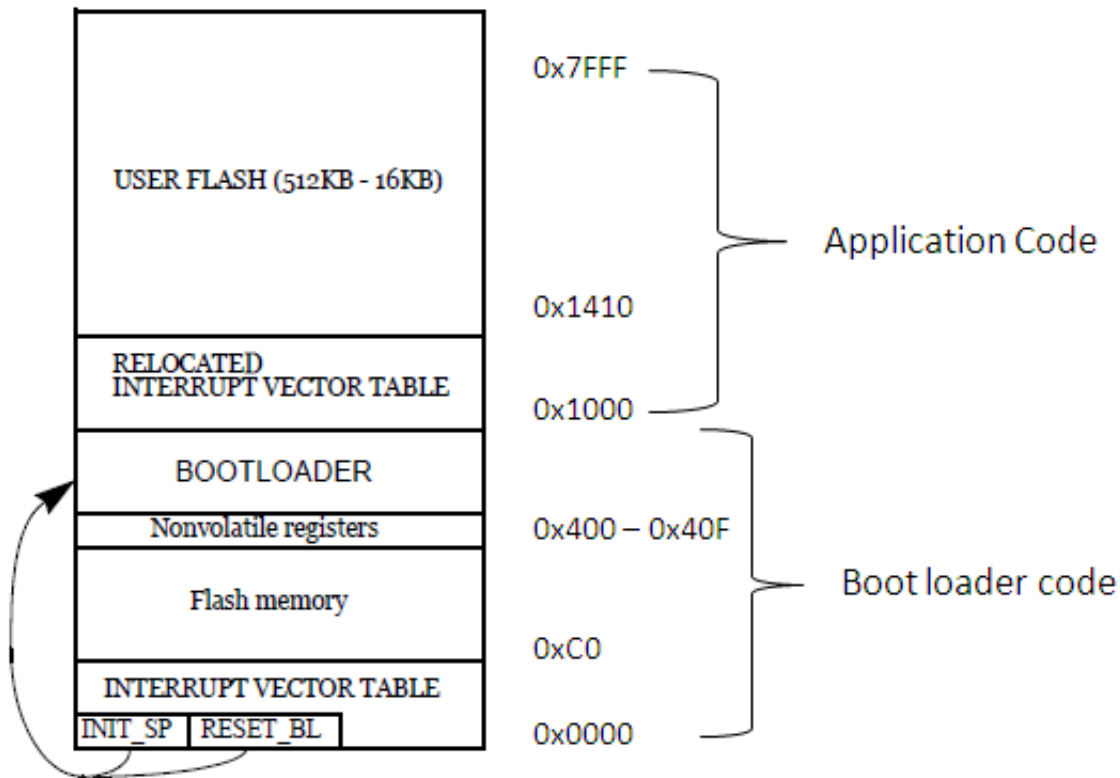 0x7FFF
USER FLASH (512KB - 16KB)
Application Code
0x1410
RELOCATED
INTERRUPT VECTOR TABLE
0x1000
BOOTLOADER
Nonvolatile registers
0x400 – 0x40F
Boot loader code
Flash memory
0xC0
INTERRUPT VECTOR TABLE
INIT_SP
RESET_BL
0x0000